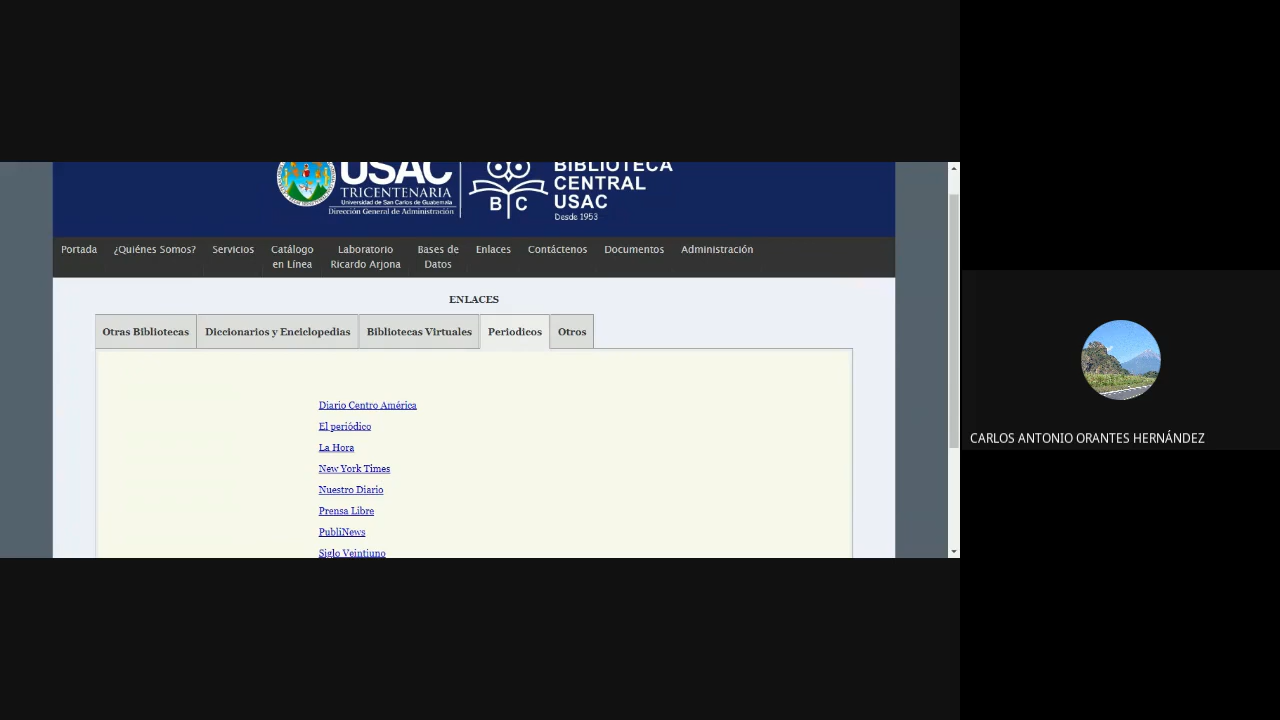 USAC
TRICENTENARIA
Universidad de San Carlos de Guatemala
Dirección General de Administración
BIBLIOTECA
CENTRAL
USAC
Desde 1953
B C
Portada ¿Quiénes Somos? Servicios Catálogo en Línea Laboratorio Ricardo Arjona Bases de Datos Enlaces Contáctenos Documentos Administración
ENLACES
Otras Bibliotecas Diccionarios y Enciclopedias Bibliotecas Virtuales Periodicos Otros
Diario Centro América
El periódico
La Hora
New York Times
Nuestro Diario
Prensa Libre
PubliNews
Siglo Veintiuno
CARLOS ANTONIO ORANTES HERNÁNDEZ